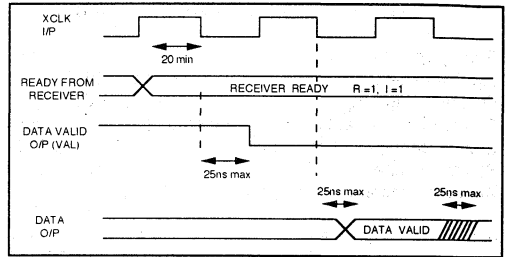 XCLK
I/P
20 min
READY FROM
RECEIVER
RECEIVER READY R =1, I =1
DATA VALID
O/P (VAL)
25ns max
25ns max
25ns max
DATA
O/P
DATA VALID